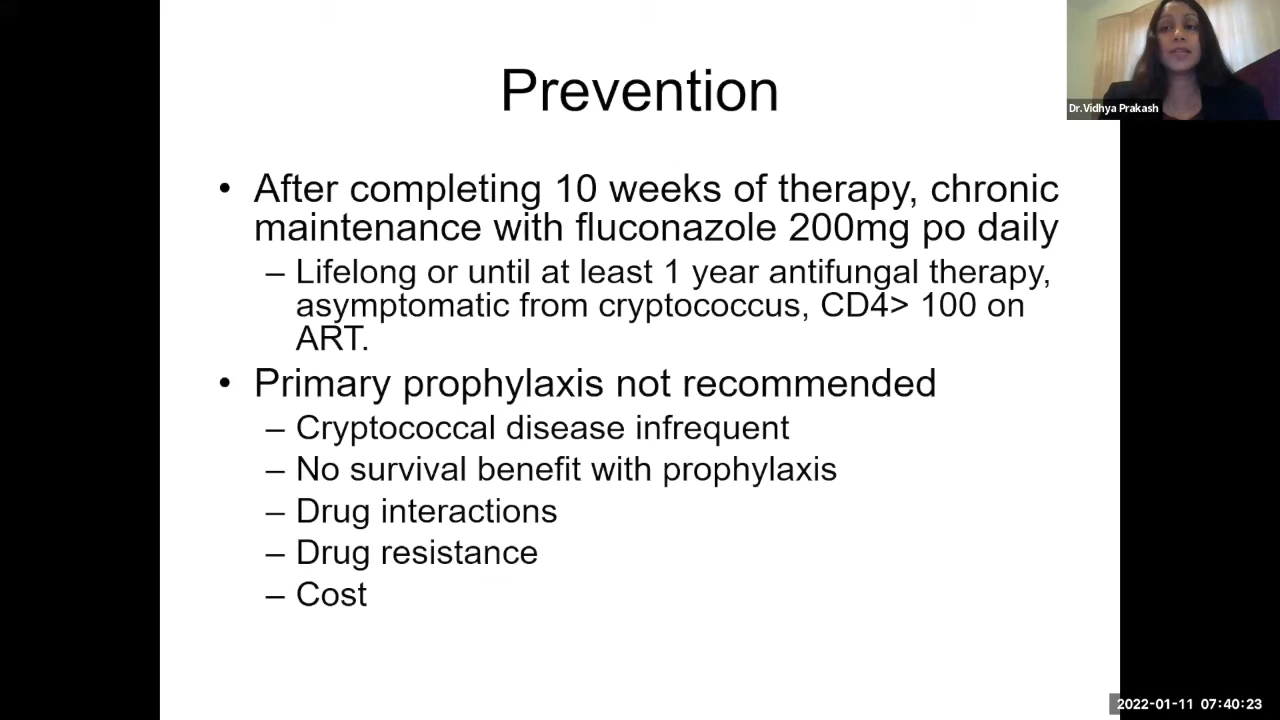 Prevention
Dr.Vidhya Prakash
• After completing 10 weeks of therapy, chronic
maintenance with fluconazole 200mg po daily
– Lifelong or until at least 1 year antifungal therapy,
asymptomatic from cryptococcus, CD4> 100 on
ART.
• Primary prophylaxis not recommended
– Cryptococcal disease infrequent
– No survival benefit with prophylaxis
– Drug interactions
– Drug resistance
– Cost
2022-01-11 07:40:23